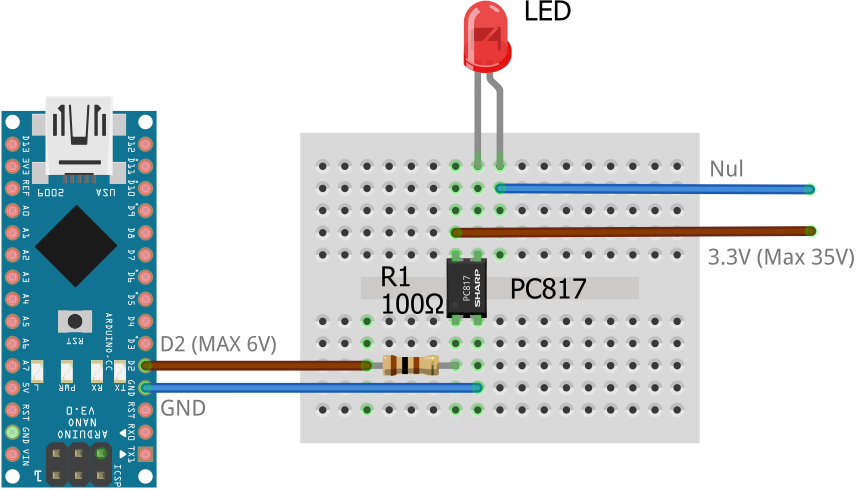 LED
Nul
3.3V (Max 35V)
R1
100Ω
PC817
PC817
SHARP
D2 (MAX 6V)
GND
9002
USA
D13
3V3
REF
A0
A1
A2
A3
A4
A5
A6
A7
5V
RST
GND
VIN
D12
D11
D10
D9
D8
D7
D6
D5
D4
D3
D2
GND
RST
RX0
TX1
RST
ARDUINO.CC
L
PWR
RX
TX
ARDUINO
NANO
V3.0
ICSP
1